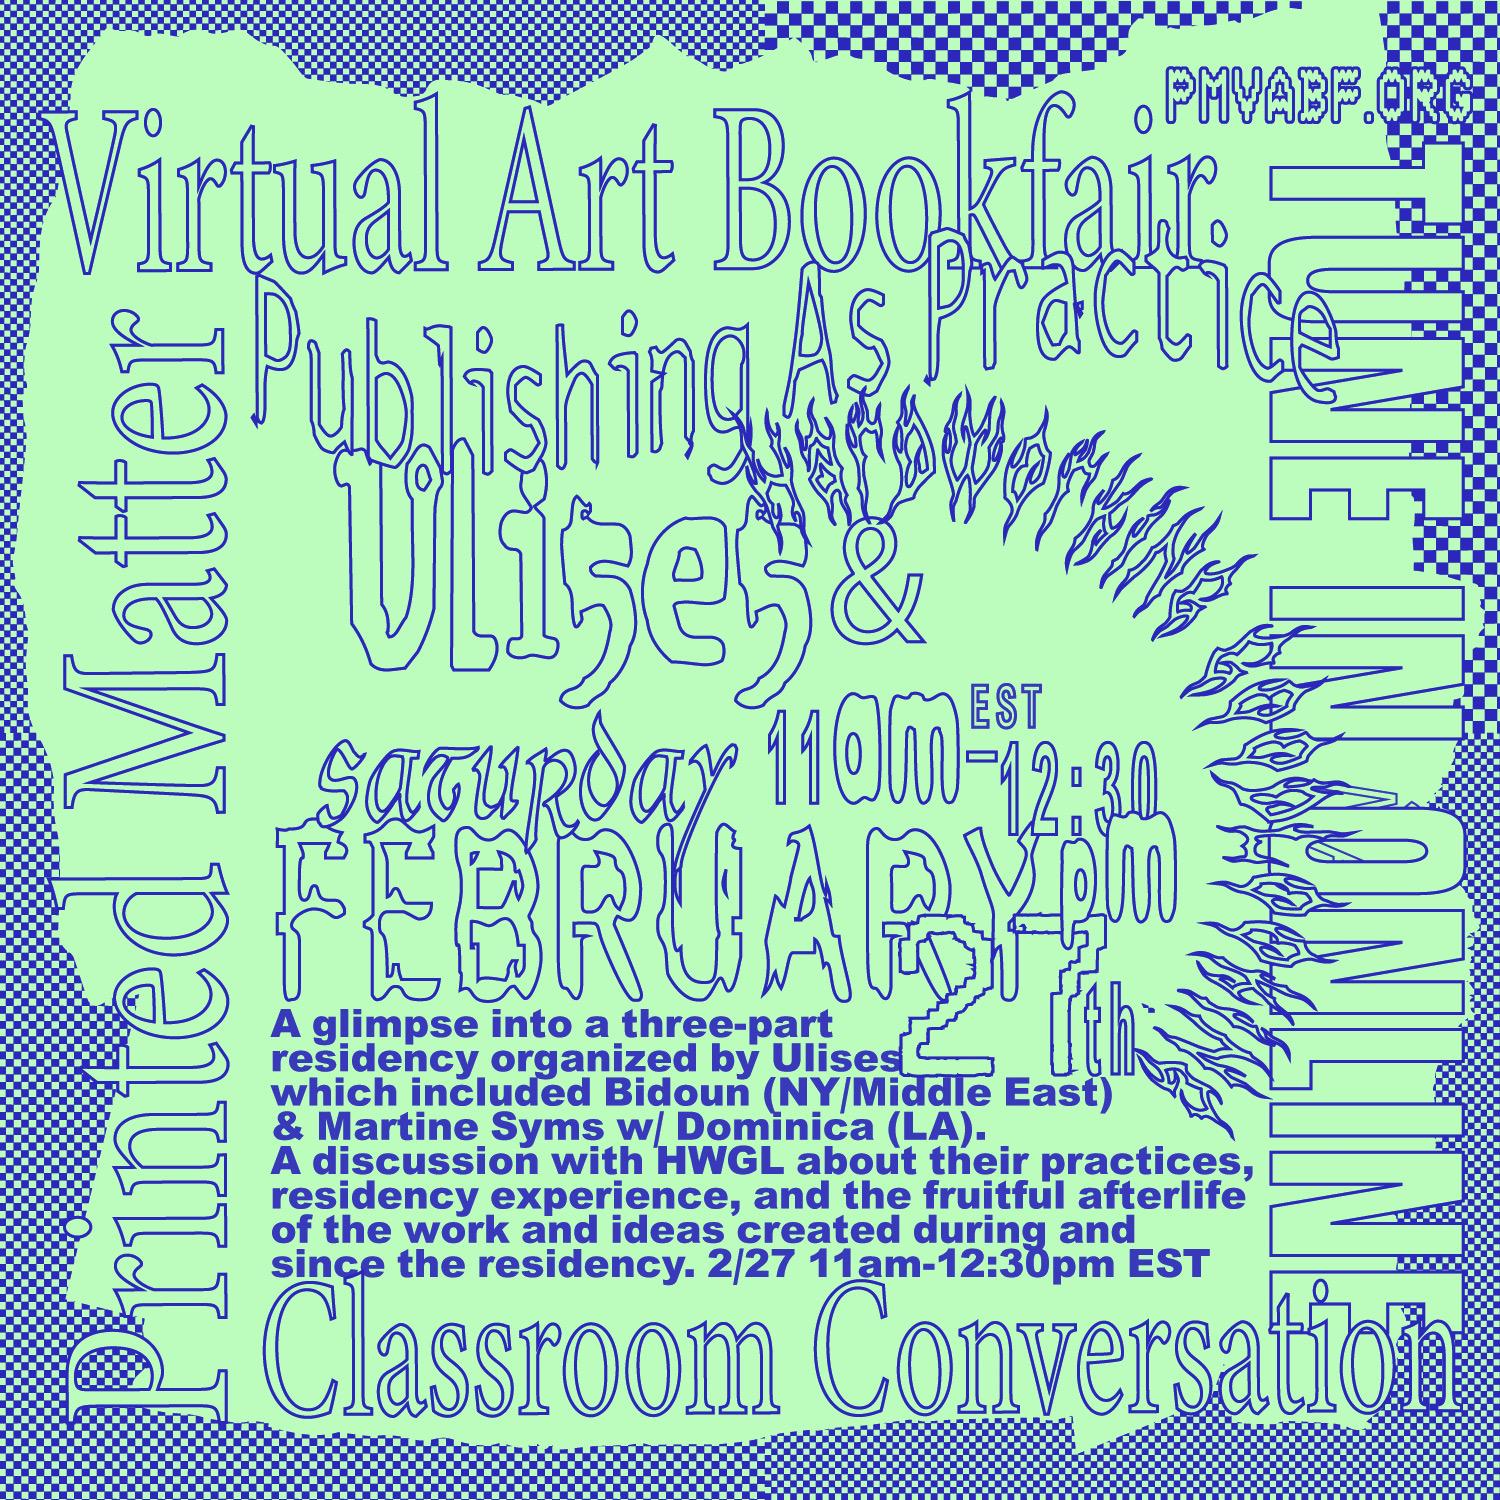 PMVABF.ORG
Virtual Art Bookfair.
Printed Matter
Publishing As Practice
TUNE IN ONLINE
Ulises &
HARDWORKING GOODLOOKING
saturday 11am EST
-12:30pm
FEBRUARY
27th
A glimpse into a three-part
residency organized by Ulises
which included Bidoun (NY/Middle East)
& Martine Syms w/ Dominica (LA).
A discussion with HWGL about their practices,
residency experience, and the fruitful afterlife
of the work and ideas created during and
since the residency. 2/27 11am-12:30pm EST
Classroom Conversation